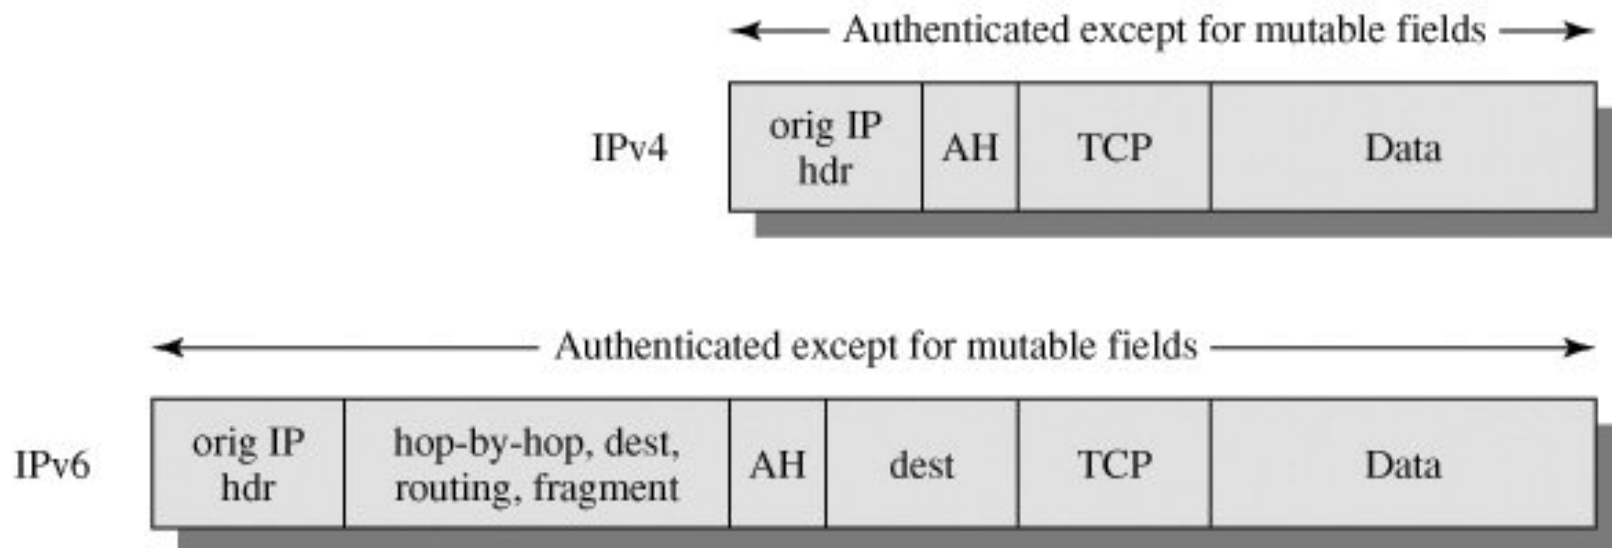 Authenticated except for mutable fields
IPv4
orig IP
hdr
AH
TCP
Data
Authenticated except for mutable fields
IPv6
orig IP
hdr
hop-by-hop, dest,
routing, fragment
AH
dest
TCP
Data